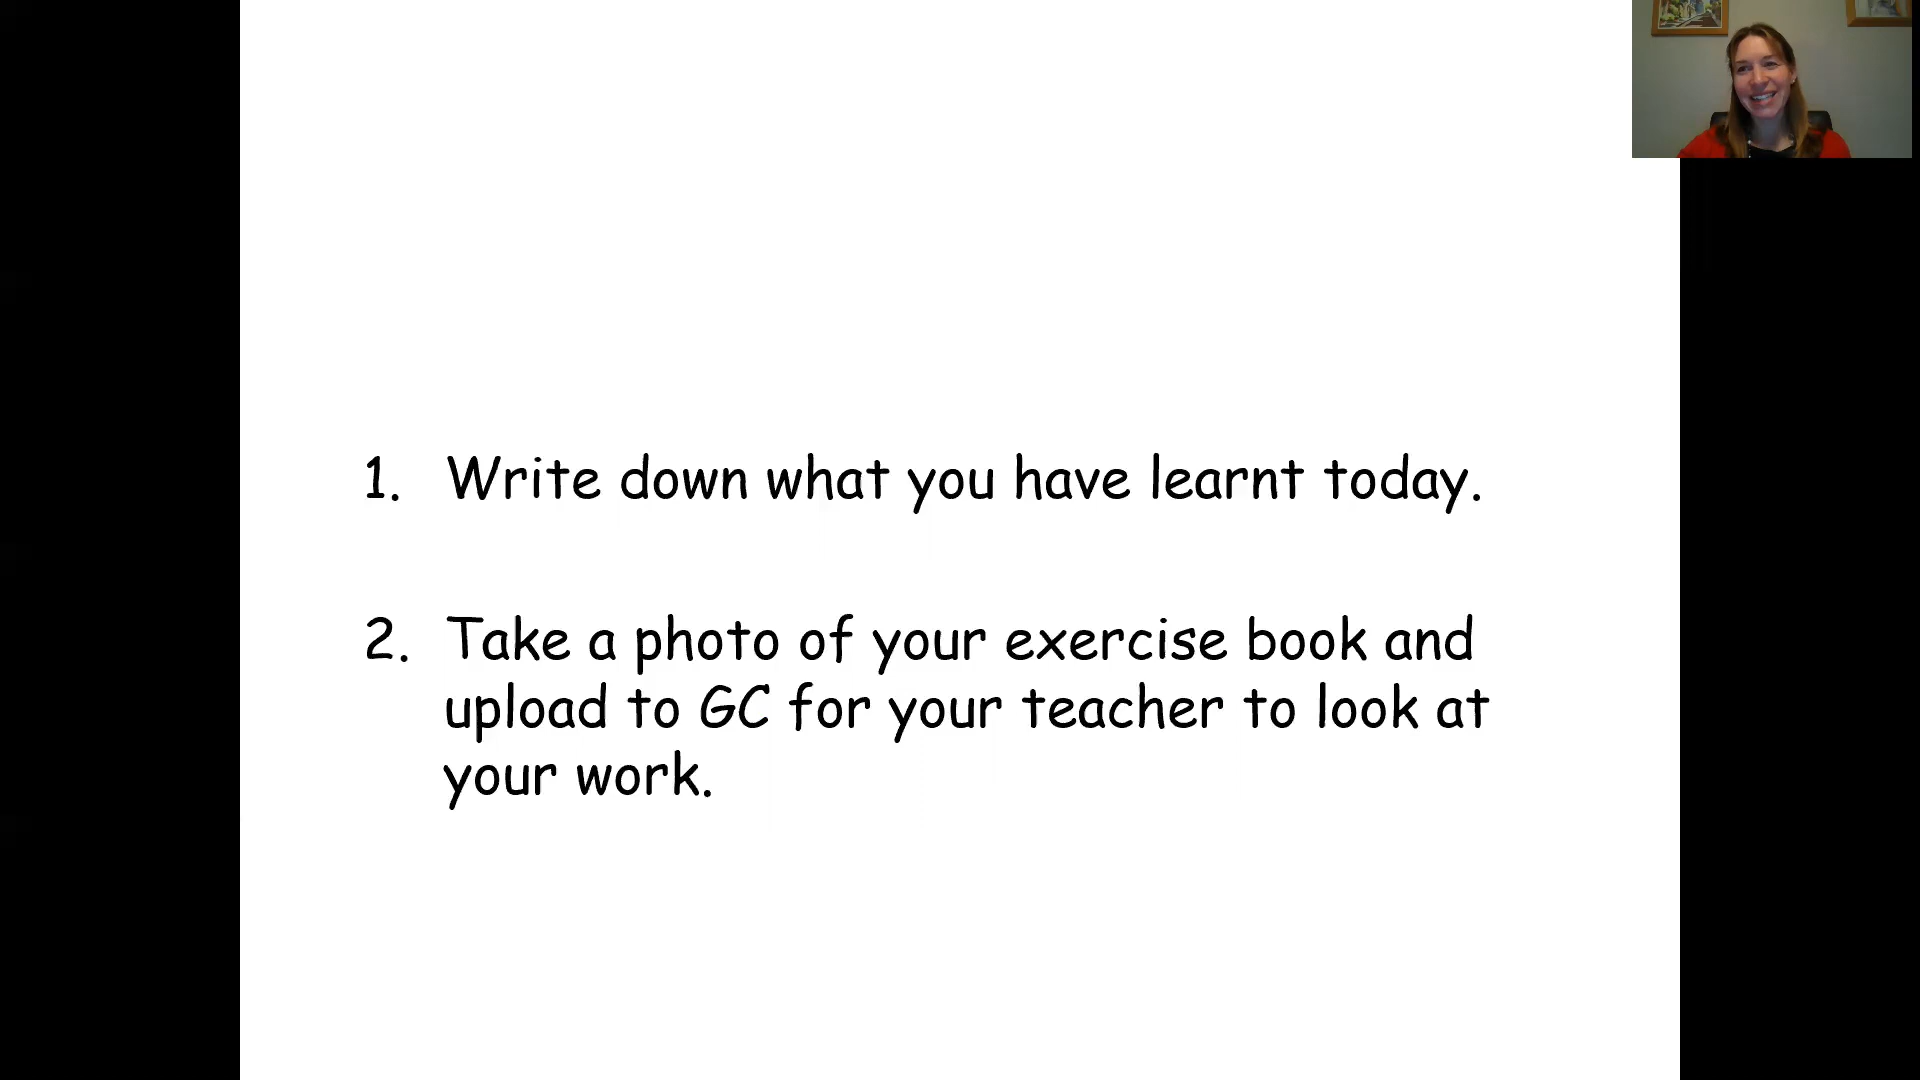 1. Write down what you have learnt today.
2. Take a photo of your exercise book and
upload to GC for your teacher to look at
your work.